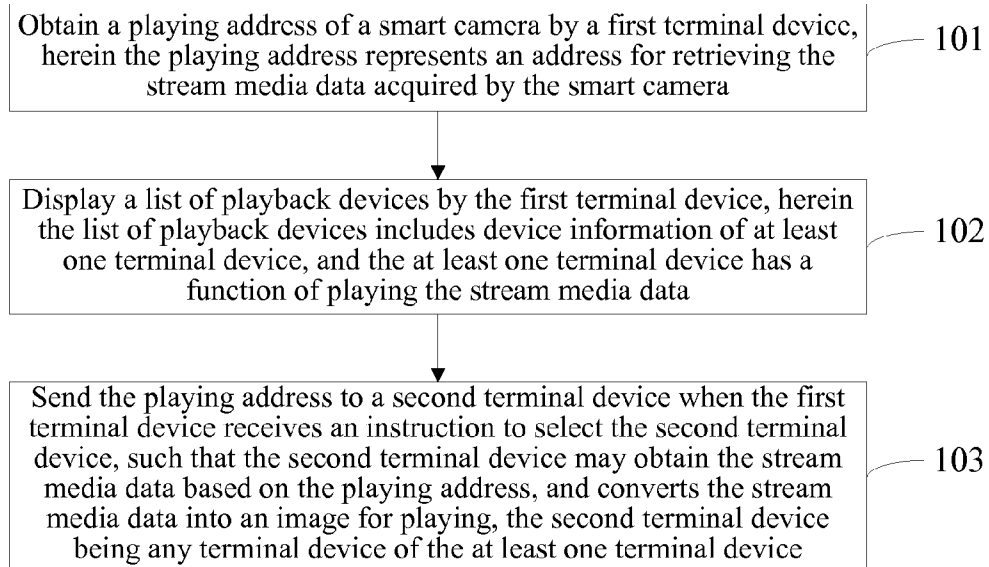 Obtain a playing address of a smart camera by a first terminal device,
herein the playing address represents an address for retrieving the
stream media data acquired by the smart camera
101
Display a list of playback devices by the first terminal device, herein
the list of playback devices includes device information of at least
one terminal device, and the at least one terminal device has a
function of playing the stream media data
102
Send the playing address to a second terminal device when the first
terminal device receives an instruction to select the second terminal
device, such that the second terminal device may obtain the stream
media data based on the playing address, and converts the stream
media data into an image for playing, the second terminal device
being any terminal device of the at least one terminal device
103